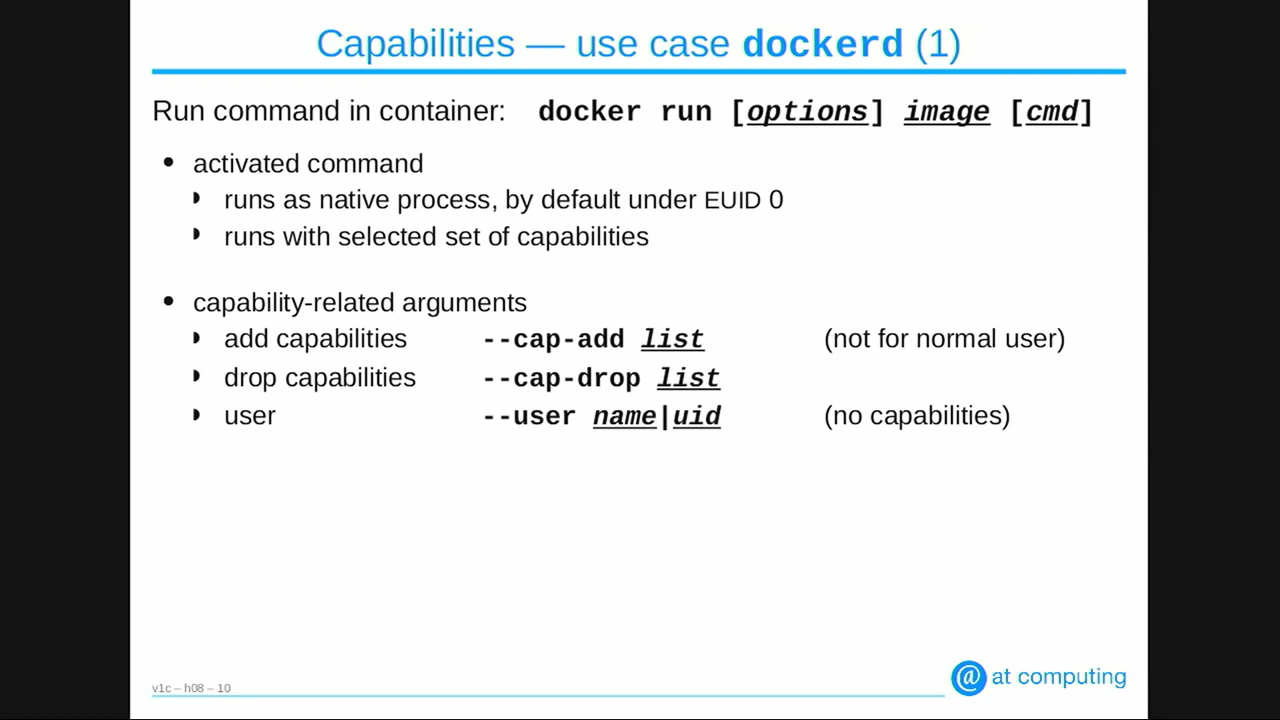 Capabilities — use case dockerd (1)
Run command in container: docker run [options] image [cmd]
• activated command
runs as native process, by default under EUID 0
runs with selected set of capabilities
• capability-related arguments
add capabilities --cap-add list (not for normal user)
drop capabilities --cap-drop list
user --user name|uid (no capabilities)
v1c – h08 – 10
@ at computing